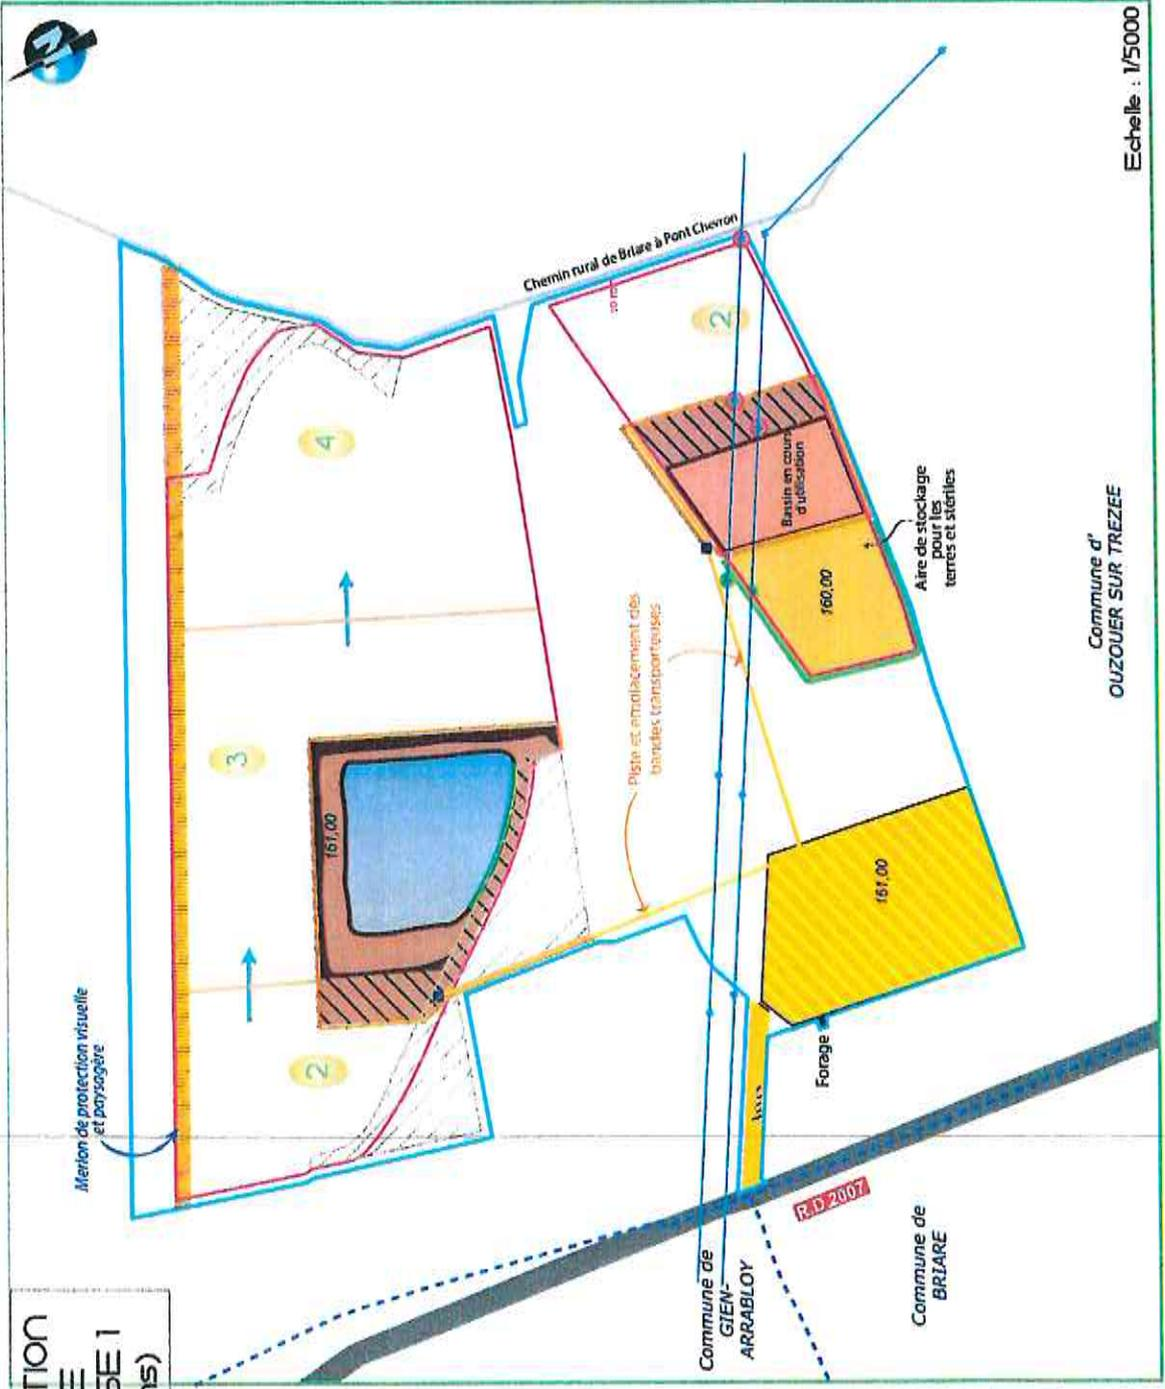 TION
E
SE 1
ns)
N
Echelle : 1/5000
Merlon de protection visuelle
et paysagère
Chemin rural de Briare à Pont Chevron
4
3
2
2
161,00
Piste et emplacement des
bandes transporteuses
Bassin en cours
d'utilisation
160,00
Aire de stockage
pour les
terres et stériles
161,00
Forage
R.D 2007
Commune de
GIEN-
ARRABLOY
Commune de
BRIARE
Commune d'
OUZOUER SUR TREZEE